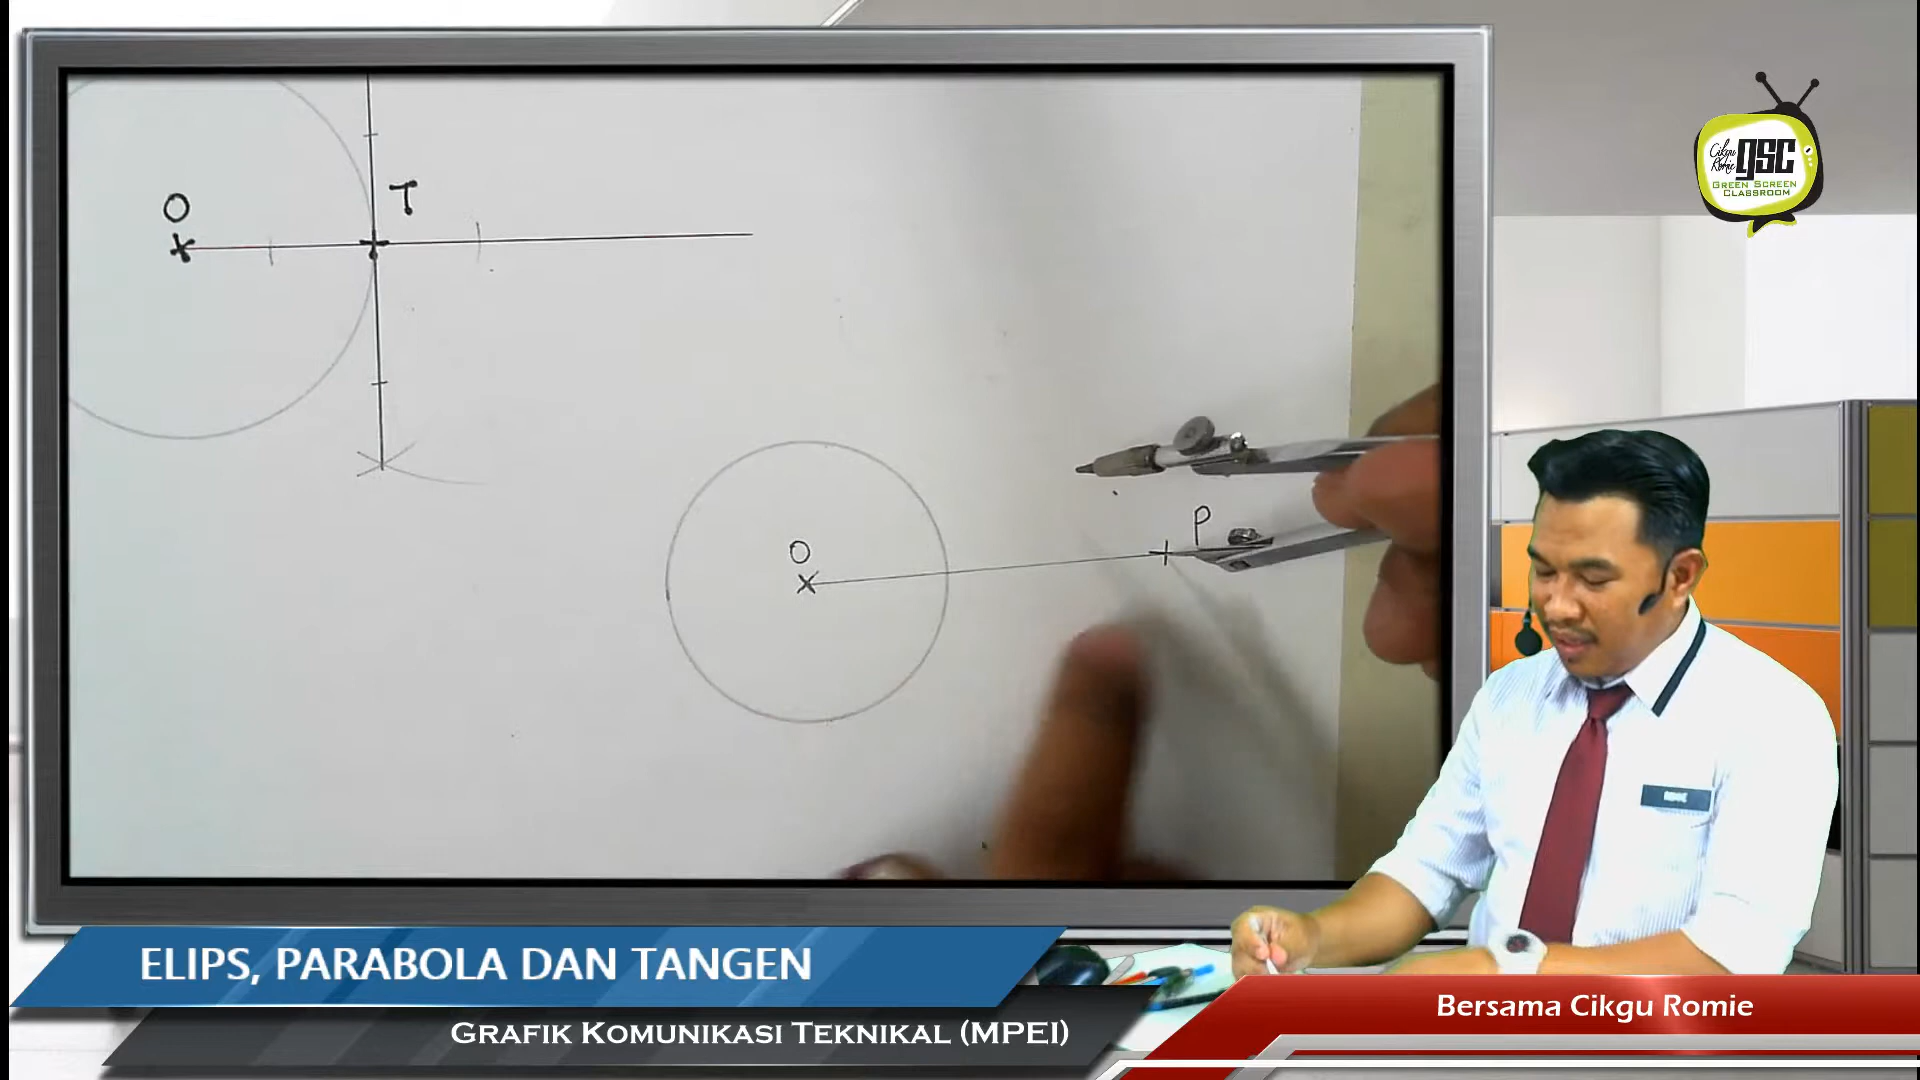 O
T
O
P
Cikgu
Romie
GSC
GREEN SCREEN
CLASSROOM
ELIPS, PARABOLA DAN TANGEN
GRAFIK KOMUNIKASI TEKNIKAL (MPEI)
Bersama Cikgu Romie